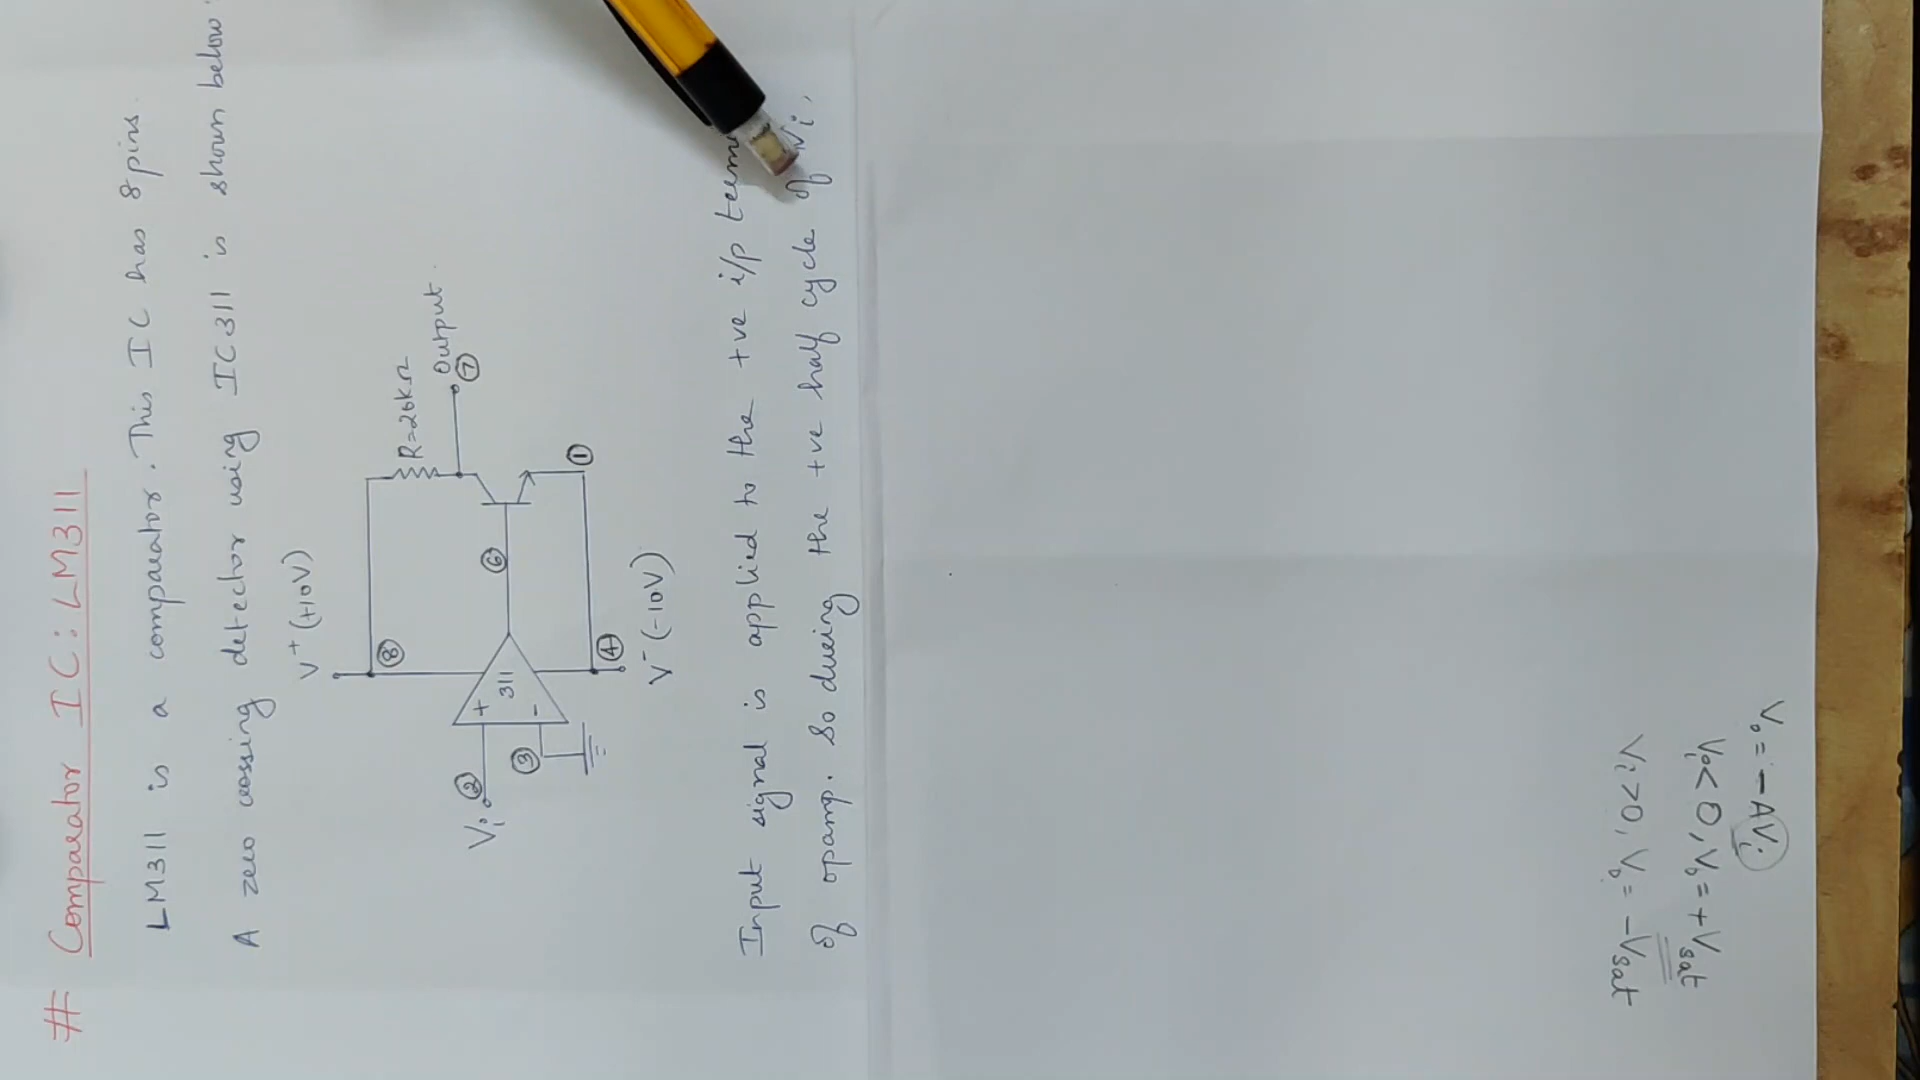 # Comparator IC: LM311
LM311 is a comparator. This IC has 8 pins.
A zero crossing detector using IC 311 is shown below
V+ (+10V)
8
R=20kΩ
Output
7
Vi
2
+
311
6
3
-
1
4
V- (-10V)
Input signal is applied to the +ve i/p
of opamp. So during the +ve half cycle of Vi,
Vo = -AVi
Vi<0, Vo = +Vsat
Vi>0, Vo = -Vsat